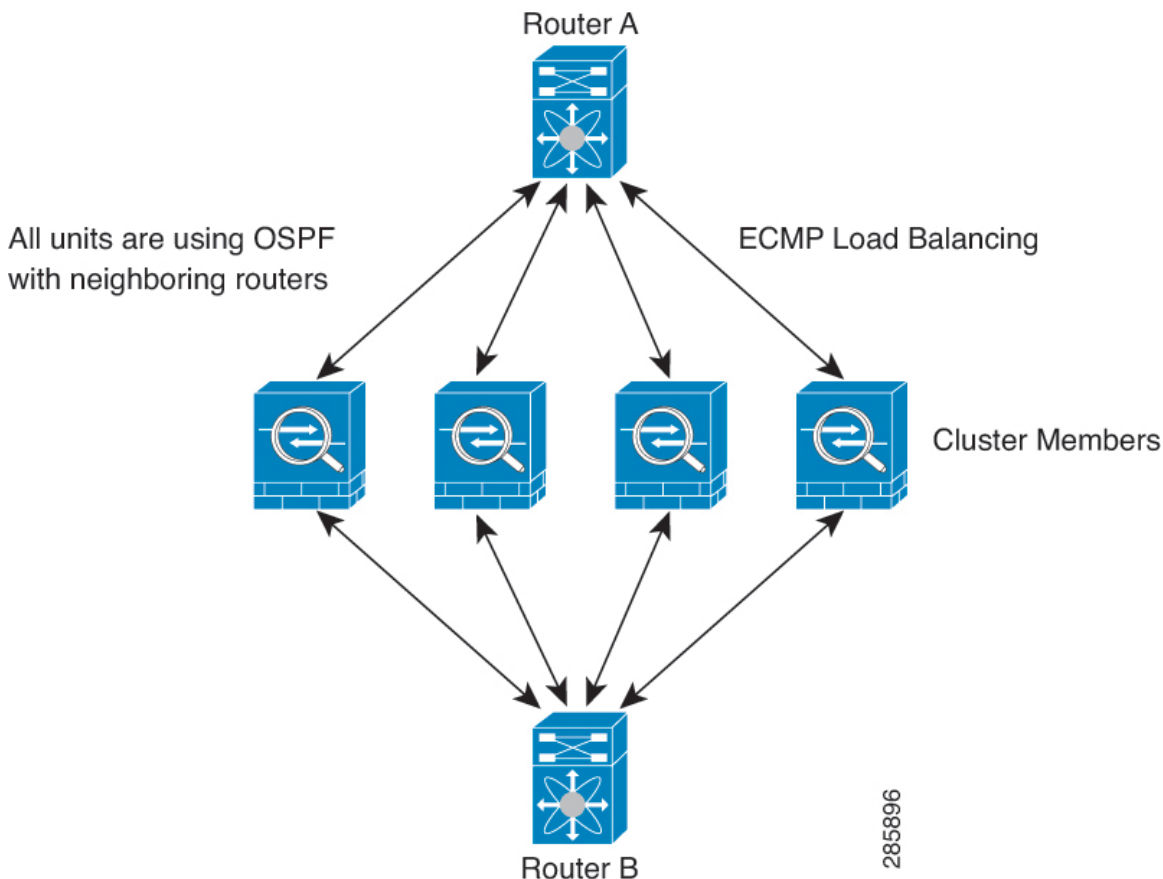 Router A
All units are using OSPF
with neighboring routers
ECMP Load Balancing
Cluster Members
Router B
285896